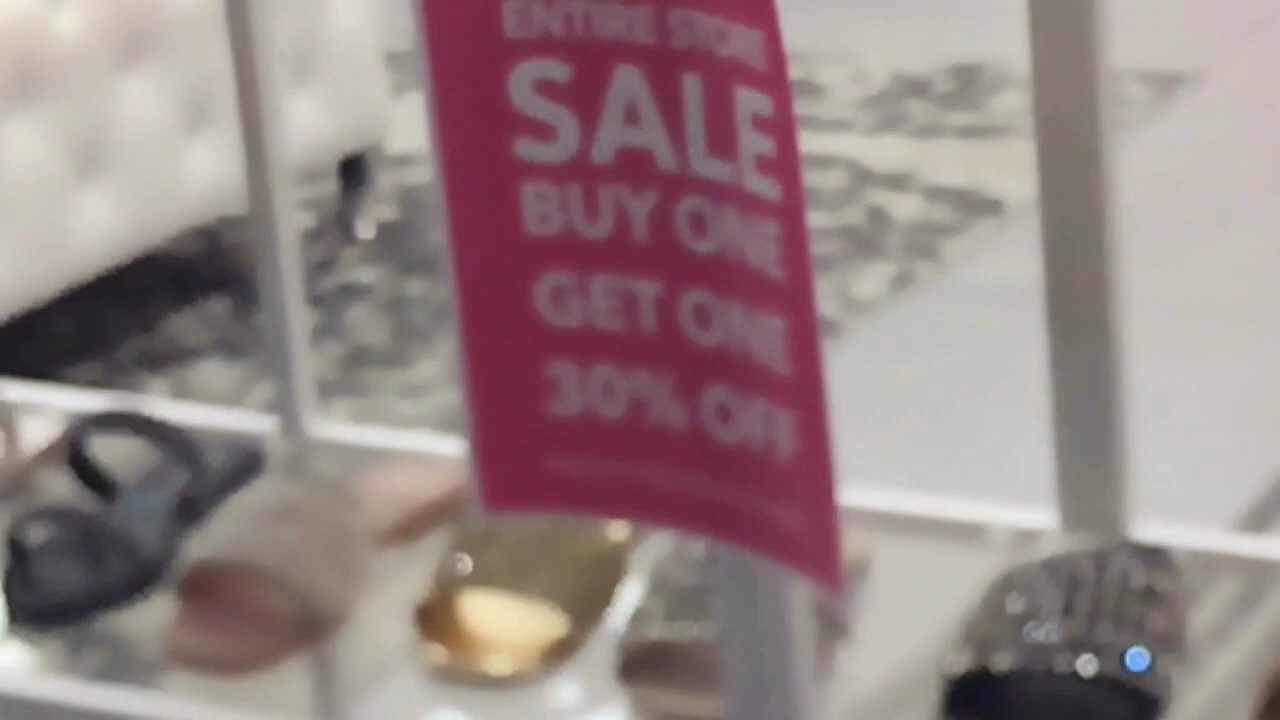 ENTIRE STORE
SALE
BUY ONE
GET ONE
30% OFF